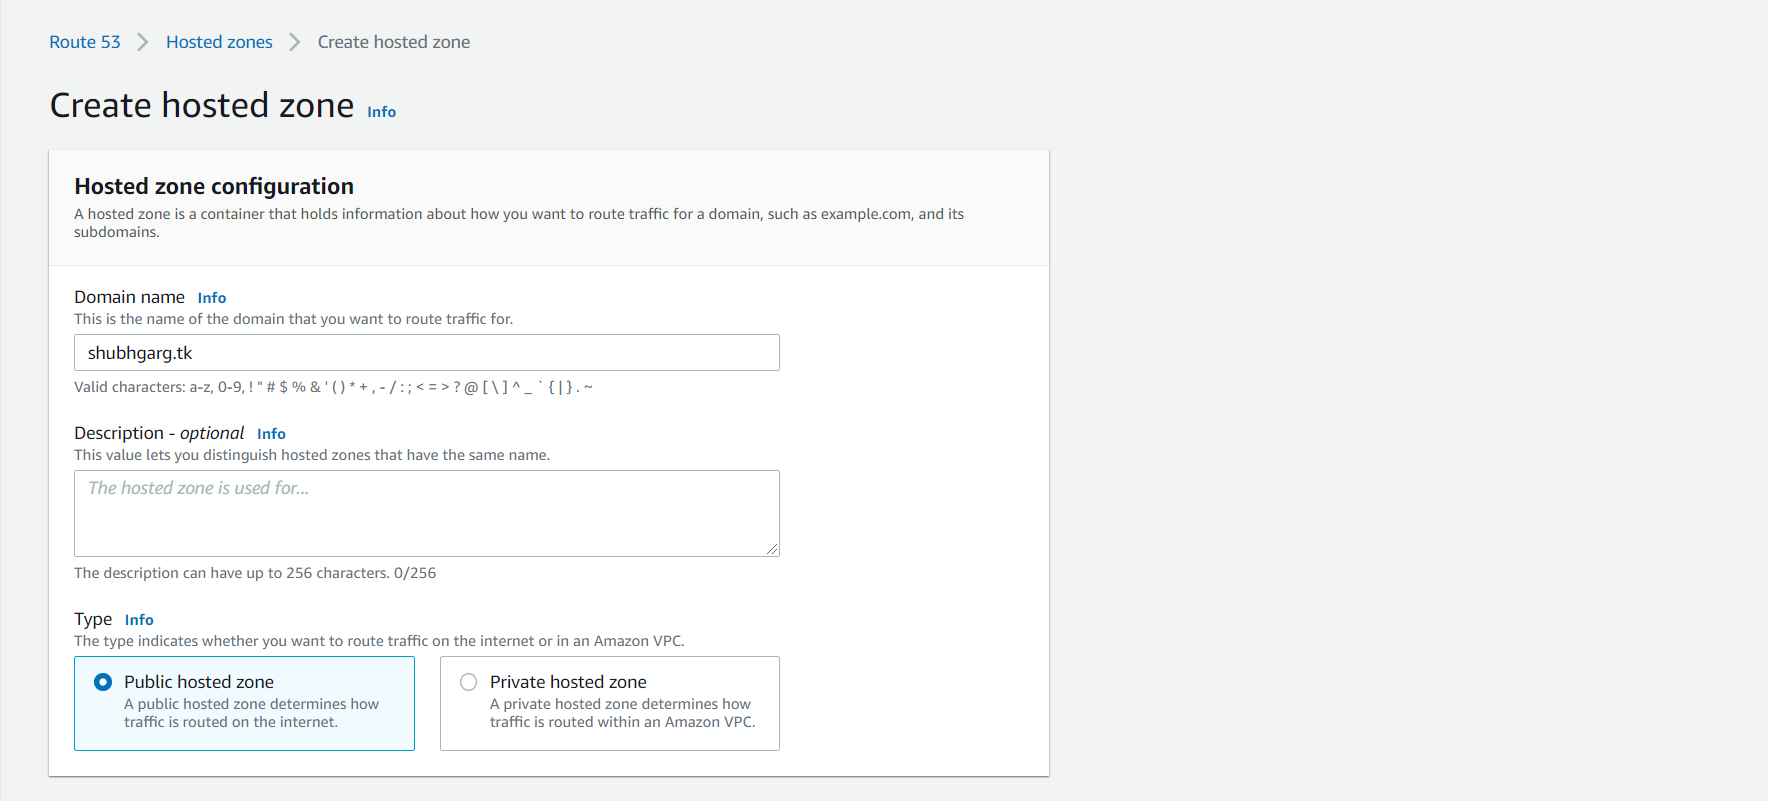 Route 53 > Hosted zones > Create hosted zone
Create hosted zone Info
Hosted zone configuration
A hosted zone is a container that holds information about how you want to route traffic for a domain, such as example.com, and its
subdomains.
Domain name Info
This is the name of the domain that you want to route traffic for.
shubhgarg.tk
Valid characters: a-z, 0-9, ! " # $ % & ' ( ) * + , - / : ; < = > ? @ [ \ ] ^ _ ` { | } . ~
Description - optional Info
This value lets you distinguish hosted zones that have the same name.
The hosted zone is used for...
The description can have up to 256 characters. 0/256
Type Info
The type indicates whether you want to route traffic on the internet or in an Amazon VPC.
Public hosted zone
A public hosted zone determines how
traffic is routed on the internet.
Private hosted zone
A private hosted zone determines how
traffic is routed within an Amazon VPC.